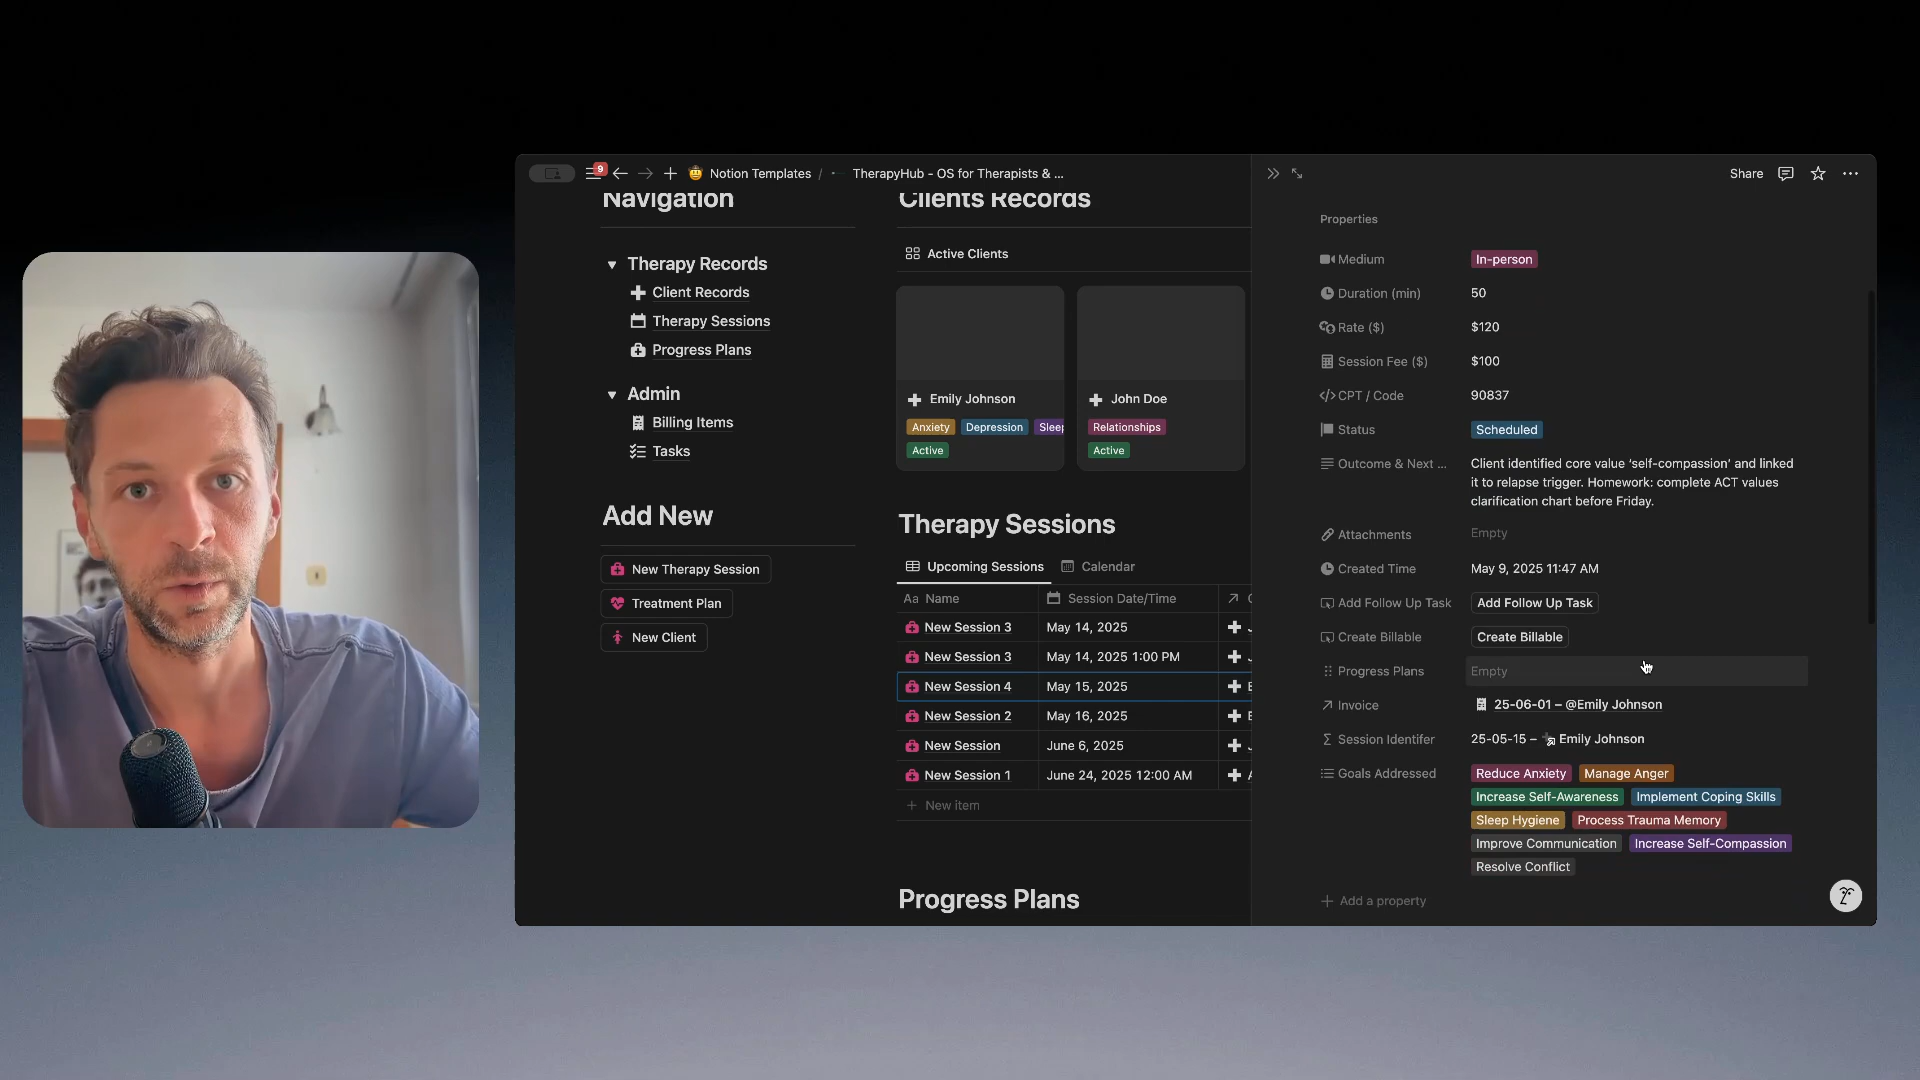 9
Notion Templates / TherapyHub - OS for Therapists & ...
Share
Navigation
Therapy Records
Client Records
Therapy Sessions
Progress Plans
Admin
Billing Items
Tasks
Add New
New Therapy Session
Treatment Plan
New Client
Clients Records
Active Clients
Emily Johnson
Anxiety Depression Sleep
Active
John Doe
Relationships
Active
Therapy Sessions
Upcoming Sessions Calendar
Aa Name Session Date/Time
New Session 3 May 14, 2025
New Session 3 May 14, 2025 1:00 PM
New Session 4 May 15, 2025
New Session 2 May 16, 2025
New Session June 6, 2025
New Session 1 June 24, 2025 12:00 AM
New item
Progress Plans
Properties
Medium In-person
Duration (min) 50
Rate ($) $120
Session Fee ($) $100
CPT / Code 90837
Status Scheduled
Outcome & Next ... Client identified core value ‘self-compassion’ and linked
it to relapse trigger. Homework: complete ACT values
clarification chart before Friday.
Attachments Empty
Created Time May 9, 2025 11:47 AM
Add Follow Up Task Add Follow Up Task
Create Billable Create Billable
Progress Plans Empty
Invoice 25-06-01 – @Emily Johnson
Session Identifer 25-05-15 – Emily Johnson
Goals Addressed Reduce Anxiety Manage Anger
Increase Self-Awareness Implement Coping Skills
Sleep Hygiene Process Trauma Memory
Improve Communication Increase Self-Compassion
Resolve Conflict
Add a property